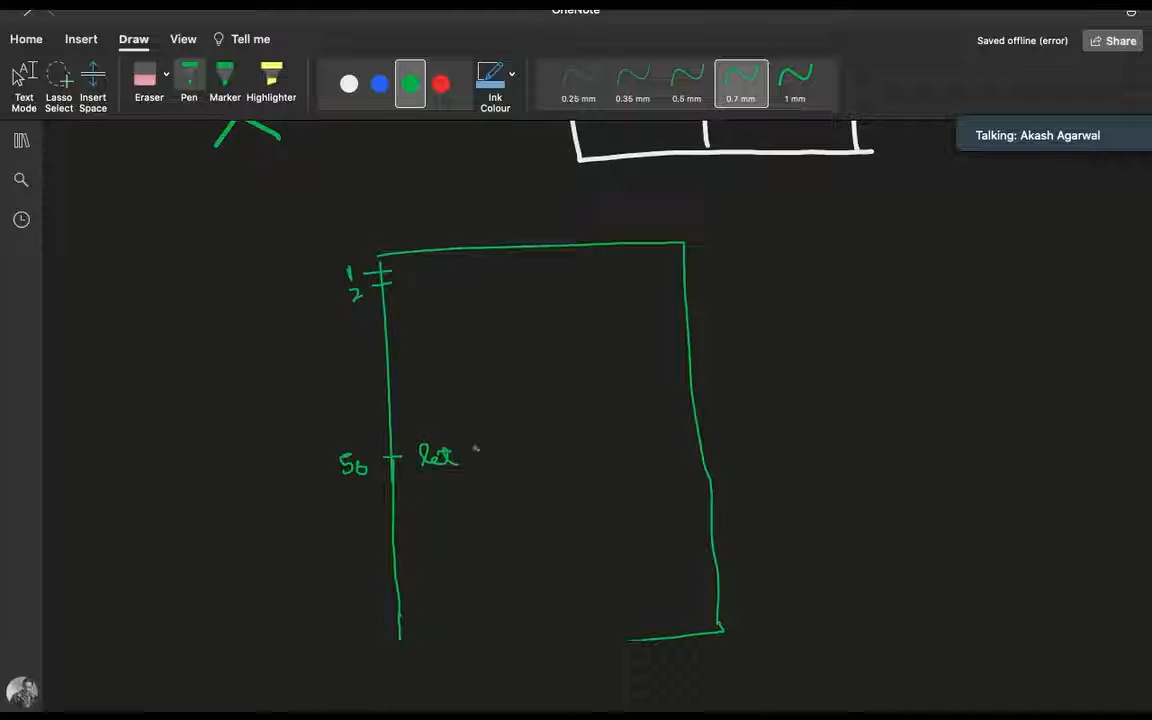 OneNote
Home Insert Draw View Tell me
Saved offline (error) Share
Text Mode
Lasso Select
Insert Space
Eraser
Pen
Marker
Highlighter
Ink Colour
0.25 mm
0.35 mm
0.5 mm
0.7 mm
1 mm
Talking: Akash Agarwal
1
2
50 let